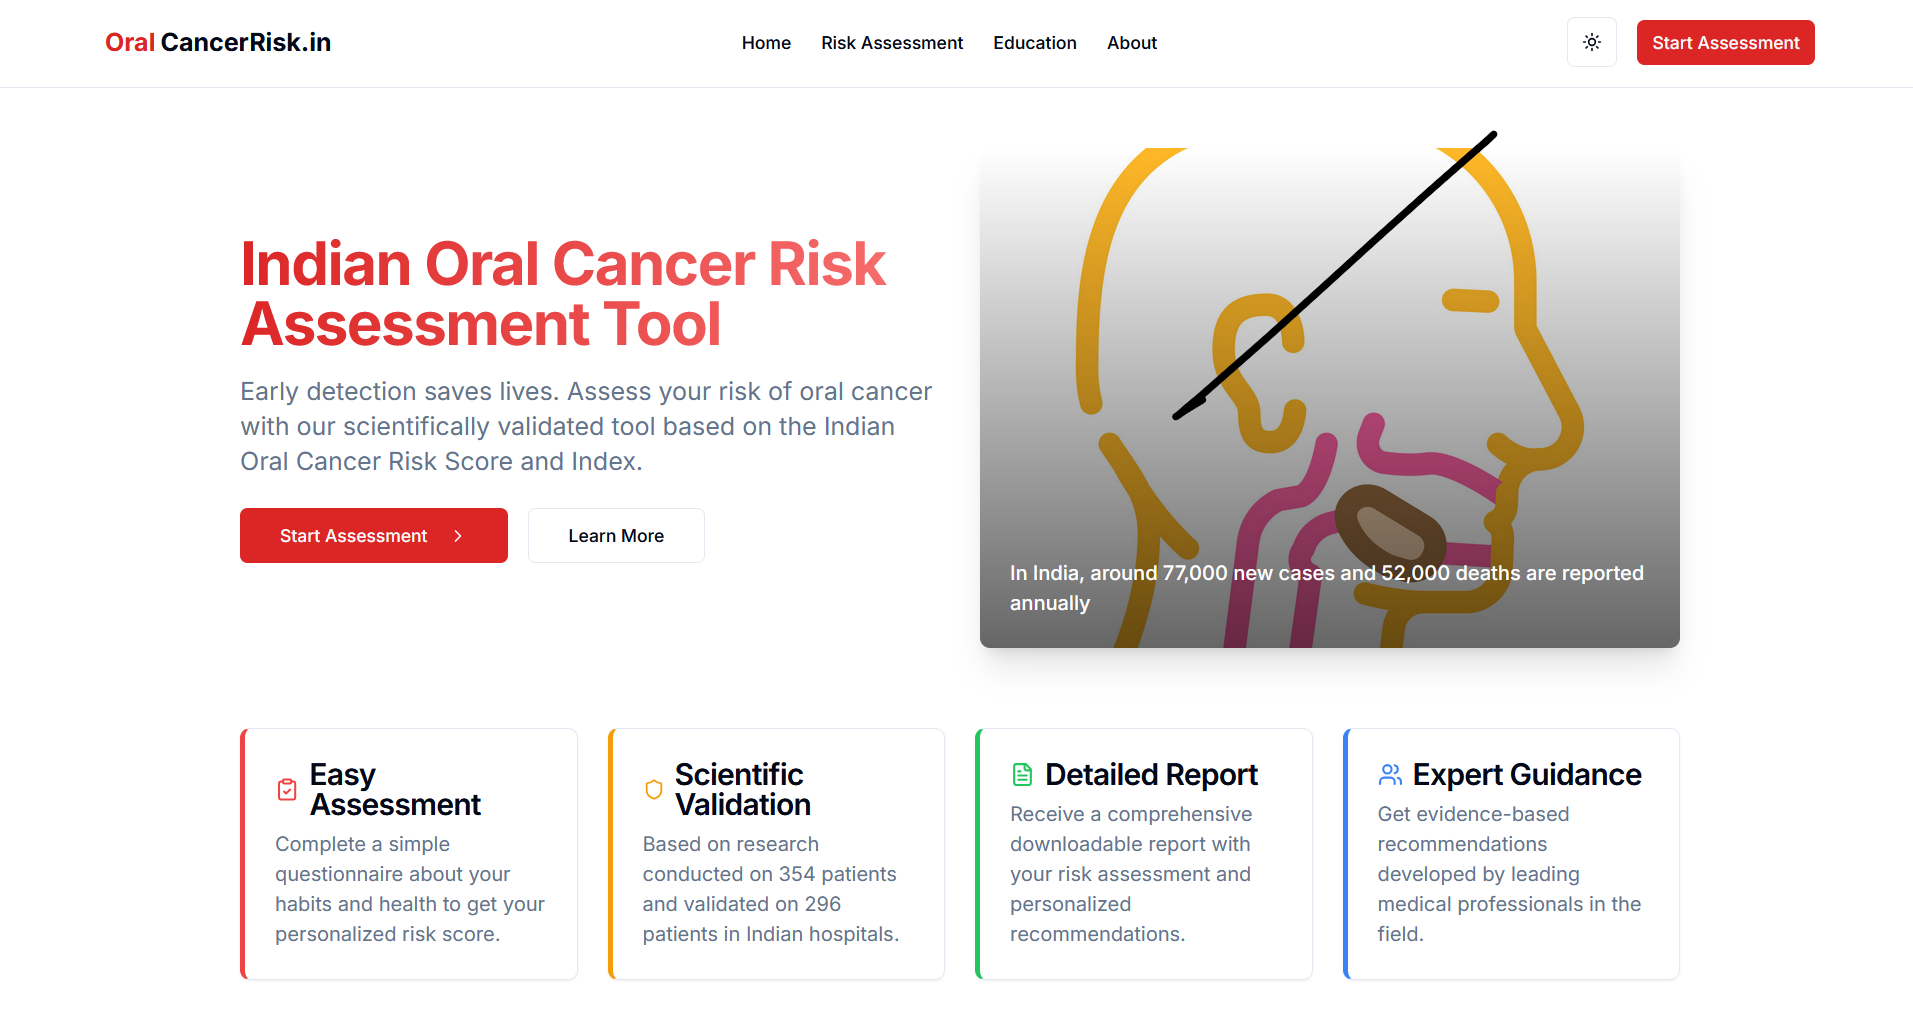 Oral CancerRisk.in
Home
Risk Assessment
Education
About
Start Assessment
Indian Oral Cancer Risk
Assessment Tool
Early detection saves lives. Assess your risk of oral cancer
with our scientifically validated tool based on the Indian
Oral Cancer Risk Score and Index.
Start Assessment
Learn More
In India, around 77,000 new cases and 52,000 deaths are reported
annually
Easy
Assessment
Complete a simple
questionnaire about your
habits and health to get your
personalized risk score.
Scientific
Validation
Based on research
conducted on 354 patients
and validated on 296
patients in Indian hospitals.
Detailed Report
Receive a comprehensive
downloadable report with
your risk assessment and
personalized
recommendations.
Expert Guidance
Get evidence-based
recommendations
developed by leading
medical professionals in the
field.